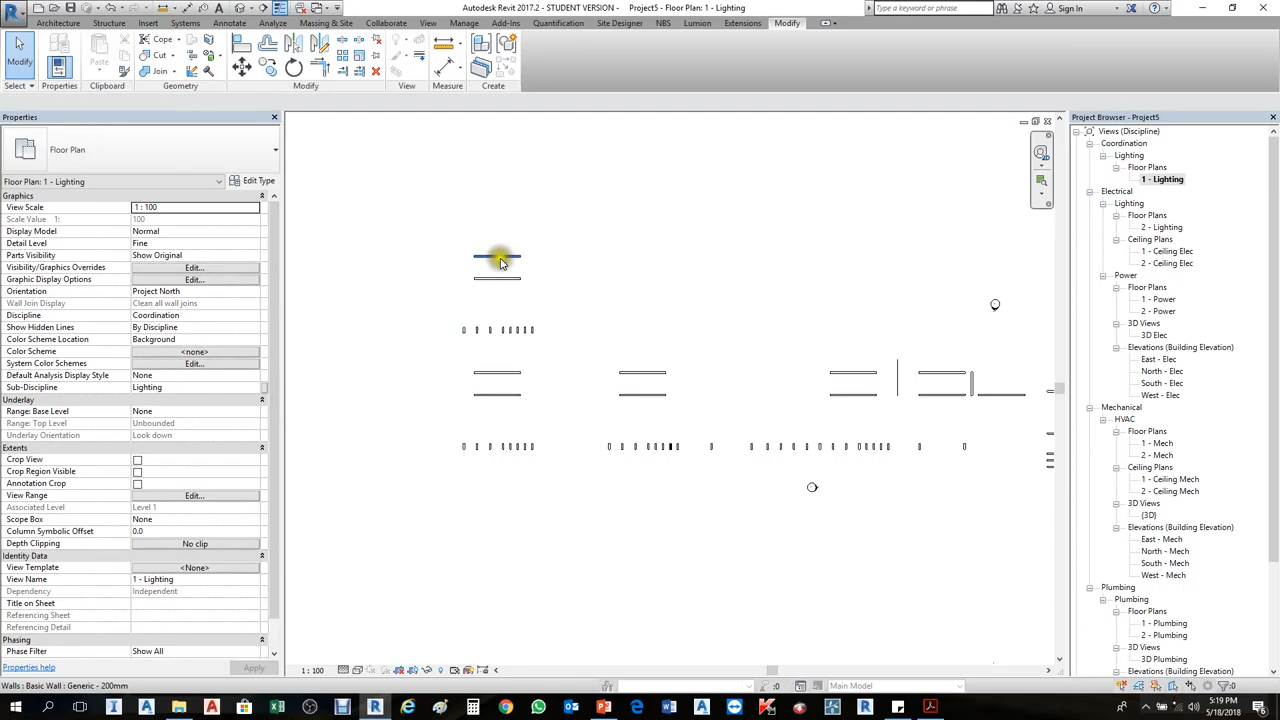 Autodesk Revit 2017.2 - STUDENT VERSION - Project5 - Floor Plan: 1 - Lighting
Type a keyword or phrase
Sign In
Architecture Structure Insert Systems Annotate Analyze Massing & Site Collaborate View Manage Add-Ins Quantification Site Designer NBS Lumion Extensions Modify
Modify
Paste
Cope
Cut
Join
Select Properties Clipboard Geometry Modify View Measure Create
Properties
Floor Plan
Floor Plan: 1 - Lighting
Edit Type
Graphics
View Scale 1 : 100
Scale Value 1: 100
Display Model Normal
Detail Level Fine
Parts Visibility Show Original
Visibility/Graphics Overrides Edit...
Graphic Display Options Edit...
Orientation Project North
Wall Join Display Clean all wall joins
Discipline Coordination
Show Hidden Lines By Discipline
Color Scheme Location Background
Color Scheme <none>
System Color Schemes Edit...
Default Analysis Display Style None
Sub-Discipline Lighting
Underlay
Range: Base Level None
Range: Top Level Unbounded
Underlay Orientation Look down
Extents
Crop View
Crop Region Visible
Annotation Crop
View Range Edit...
Associated Level Level 1
Scope Box None
Column Symbolic Offset 0.0
Depth Clipping No clip
Identity Data
View Template <None>
View Name 1 - Lighting
Dependency Independent
Title on Sheet
Referencing Sheet
Referencing Detail
Phasing
Phase Filter Show All
Properties help
Apply
Project Browser - Project5
Views (Discipline)
Coordination
Lighting
Floor Plans
1 - Lighting
Electrical
Lighting
Floor Plans
2 - Lighting
Ceiling Plans
1 - Ceiling Elec
2 - Ceiling Elec
Power
Floor Plans
1 - Power
2 - Power
3D Views
3D Elec
Elevations (Building Elevation)
East - Elec
North - Elec
South - Elec
West - Elec
Mechanical
HVAC
Floor Plans
1 - Mech
2 - Mech
Ceiling Plans
1 - Ceiling Mech
2 - Ceiling Mech
3D Views
{3D}
Elevations (Building Elevation)
East - Mech
North - Mech
South - Mech
West - Mech
Plumbing
Plumbing
Floor Plans
1 - Plumbing
2 - Plumbing
3D Views
3D Plumbing
Elevations (Building Elevation)
1 : 100
Walls : Basic Wall : Generic - 200mm
:0
Main Model
:0
5:19 PM
5/18/2018